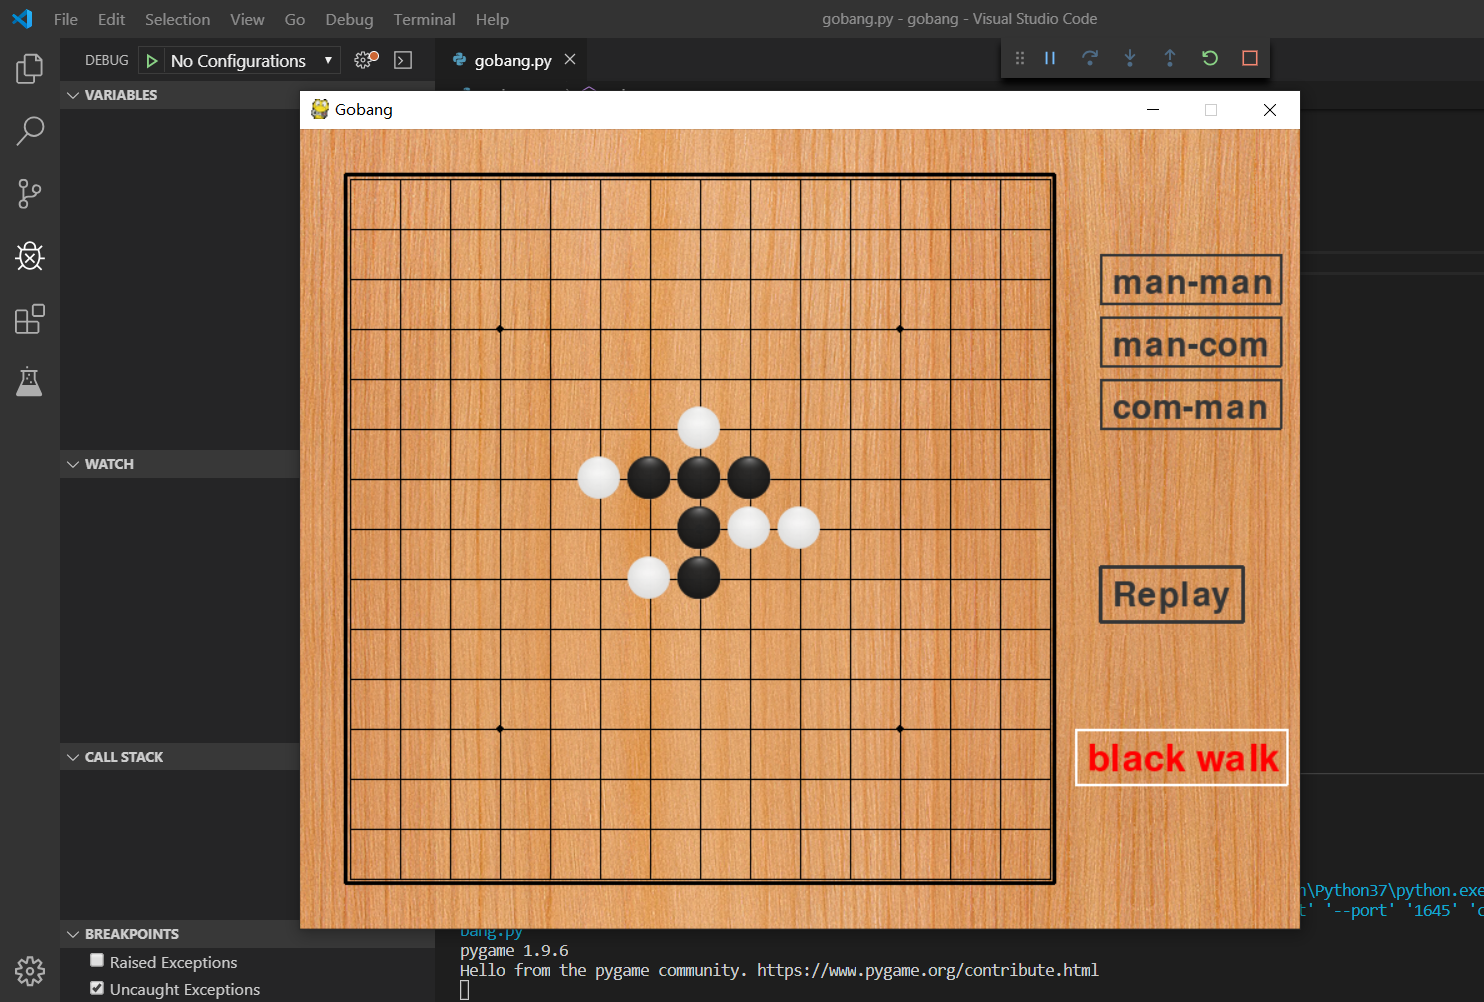 File Edit Selection View Go Debug Terminal Help
gobang.py - gobang - Visual Studio Code
DEBUG No Configurations
gobang.py
VARIABLES
Gobang
man-man
man-com
com-man
WATCH
Replay
black walk
CALL STACK
\Python37\python.exe
' '--port' '1645' '
BREAKPOINTS
bang.py
Raised Exceptions
pygame 1.9.6
Hello from the pygame community. https://www.pygame.org/contribute.html
Uncaught Exceptions